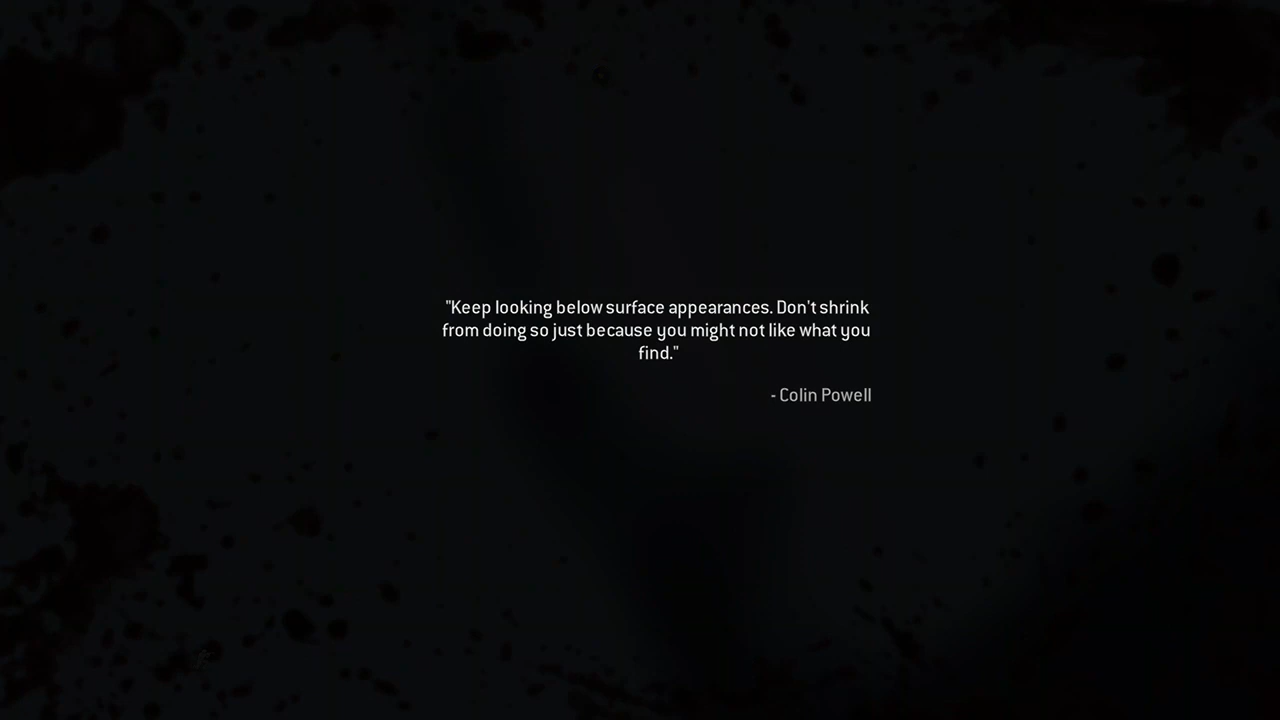 "Keep looking below surface appearances. Don't shrink
from doing so just because you might not like what you
find."
- Colin Powell